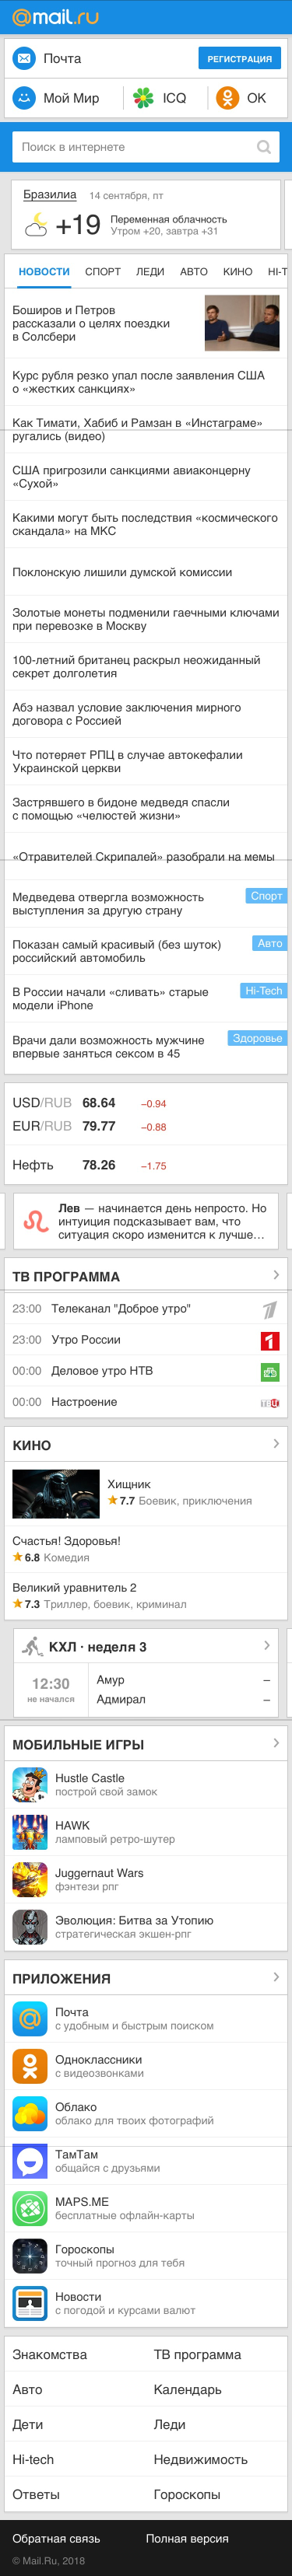 @mail.ru
Почта
РЕГИСТРАЦИЯ
Мой Мир
ICQ
OK
Поиск в интернете
Бразилиа
14 сентября, пт
+19
Переменная облачность
Утром +20, завтра +31
НОВОСТИ
СПОРТ
ЛЕДИ
АВТО
КИНО
HI-T
Боширов и Петров
рассказали о целях поездки
в Солсбери
Курс рубля резко упал после заявления США
о «жестких санкциях»
Как Тимати, Хабиб и Рамзан в «Инстаграме»
ругались (видео)
США пригрозили санкциями авиаконцерну
«Сухой»
Какими могут быть последствия «космического
скандала» на МКС
Поклонскую лишили думской комиссии
Золотые монеты подменили гаечными ключами
при перевозке в Москву
100-летний британец раскрыл неожиданный
секрет долголетия
Абэ назвал условие заключения мирного
договора с Россией
Что потеряет РПЦ в случае автокефалии
Украинской церкви
Застрявшего в бидоне медведя спасли
с помощью «челюстей жизни»
«Отравителей Скрипалей» разобрали на мемы
Медведева отвергла возможность
выступления за другую страну
Спорт
Показан самый красивый (без шуток)
российский автомобиль
Авто
В России начали «сливать» старые
модели iPhone
Hi-Tech
Врачи дали возможность мужчине
впервые заняться сексом в 45
Здоровье
USD/RUB 68.64 −0.94
EUR/RUB 79.77 −0.88
Нефть 78.26 −1.75
Лев — начинается день непросто. Но
интуиция подсказывает вам, что
ситуация скоро изменится к лучше…
ТВ ПРОГРАММА
23:00 Телеканал "Доброе утро"
23:00 Утро России
1
00:00 Деловое утро НТВ
00:00 Настроение
ТВЦ
КИНО
Хищник
7.7 Боевик, приключения
Счастья! Здоровья!
6.8 Комедия
Великий уравнитель 2
7.3 Триллер, боевик, криминал
КХЛ · неделя 3
12:30
не начался
Амур –
Адмирал –
МОБИЛЬНЫЕ ИГРЫ
Hustle Castle
построй свой замок
HAWK
ламповый ретро-шутер
Juggernaut Wars
фэнтези рпг
Эволюция: Битва за Утопию
стратегическая экшен-рпг
ПРИЛОЖЕНИЯ
Почта
с удобным и быстрым поиском
Одноклассники
с видеозвонками
Облако
облако для твоих фотографий
ТамТам
общайся с друзьями
MAPS.ME
бесплатные офлайн-карты
Гороскопы
точный прогноз для тебя
Новости
с погодой и курсами валют
Знакомства
ТВ программа
Авто
Календарь
Дети
Леди
Hi-tech
Недвижимость
Ответы
Гороскопы
Обратная связь
Полная версия
© Mail.Ru, 2018